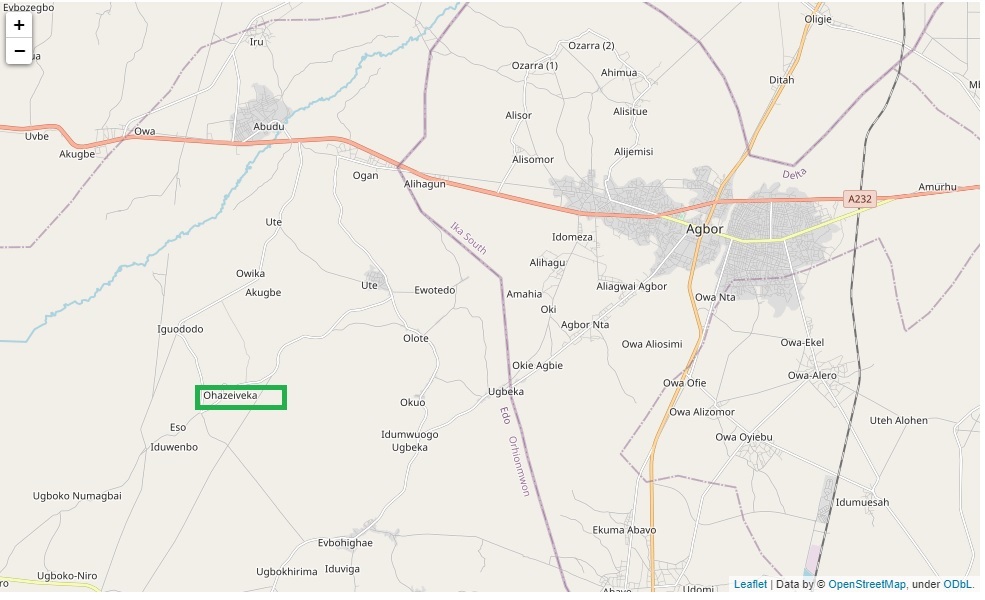 Evbozegbo
+
−
Iru
Oligie
Ozarra (2)
Ozarra (1)
Ahimua
Ditah
Alisor
Alisitue
Abudu
Owa
Uvbe
Akugbe
Alijemisi
Alisomor
Ogan
Alihagun
Delta
Amurhu
A232
Ute
Ika South
Idomeza
Agbor
Alihagu
Owika
Akugbe
Ute
Ewotedo
Amahia
Aliagwai Agbor
Owa Nta
Oki
Iguododo
Agbor Nta
Olote
Owa Aliosimi
Owa-Ekel
Okie Agbie
Owa-Alero
Owa Ofie
Ohazeiveka
Ugbeka
Okuo
Edo
Orhionmwon
Owa Alizomor
Uteh Alohen
Eso
Idumwuogo
Ugbeka
Owa Oyiebu
Iduwenbo
Ugboko Numagbai
Idumuesah
Ekuma Abavo
Evbohighae
Ugboko-Niro
Ugbokhirima
Iduviga
Abavo
Udomi
Leaflet | Data by © OpenStreetMap, under ODbL.